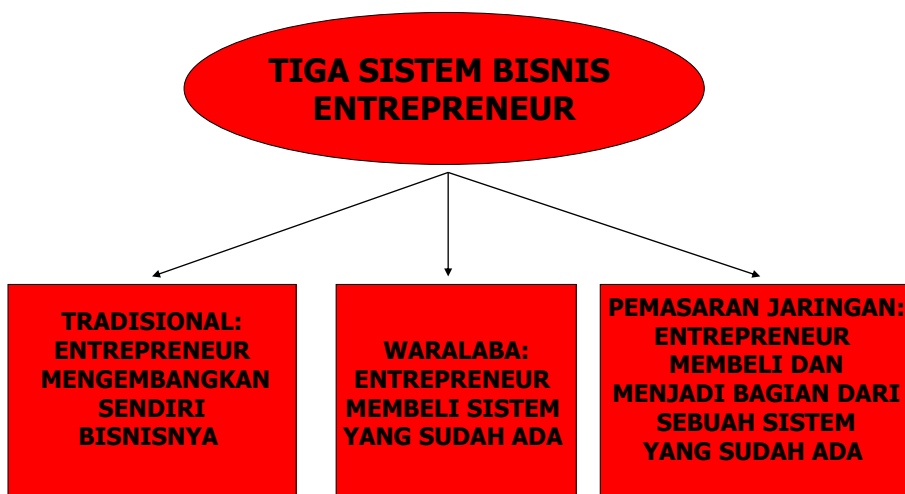 TIGA SISTEM BISNIS
ENTREPRENEUR
TRADISIONAL:
ENTREPRENEUR
MENGEMBANGKAN
SENDIRI
BISNISNYA
WARALABA:
ENTREPRENEUR
MEMBELI SISTEM
YANG SUDAH ADA
PEMASARAN JARINGAN:
ENTREPRENEUR
MEMBELI DAN
MENJADI BAGIAN DARI
SEBUAH SISTEM
YANG SUDAH ADA